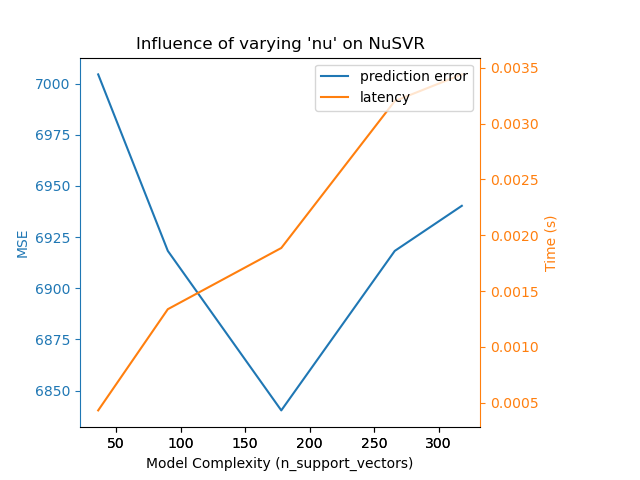 Influence of varying 'nu' on NuSVR
prediction error
latency
7000
6975
6950
6925
6900
6875
6850
MSE
0.0035
0.0030
0.0025
0.0020
0.0015
0.0010
0.0005
Time (s)
50 100 150 200 250 300
Model Complexity (n_support_vectors)